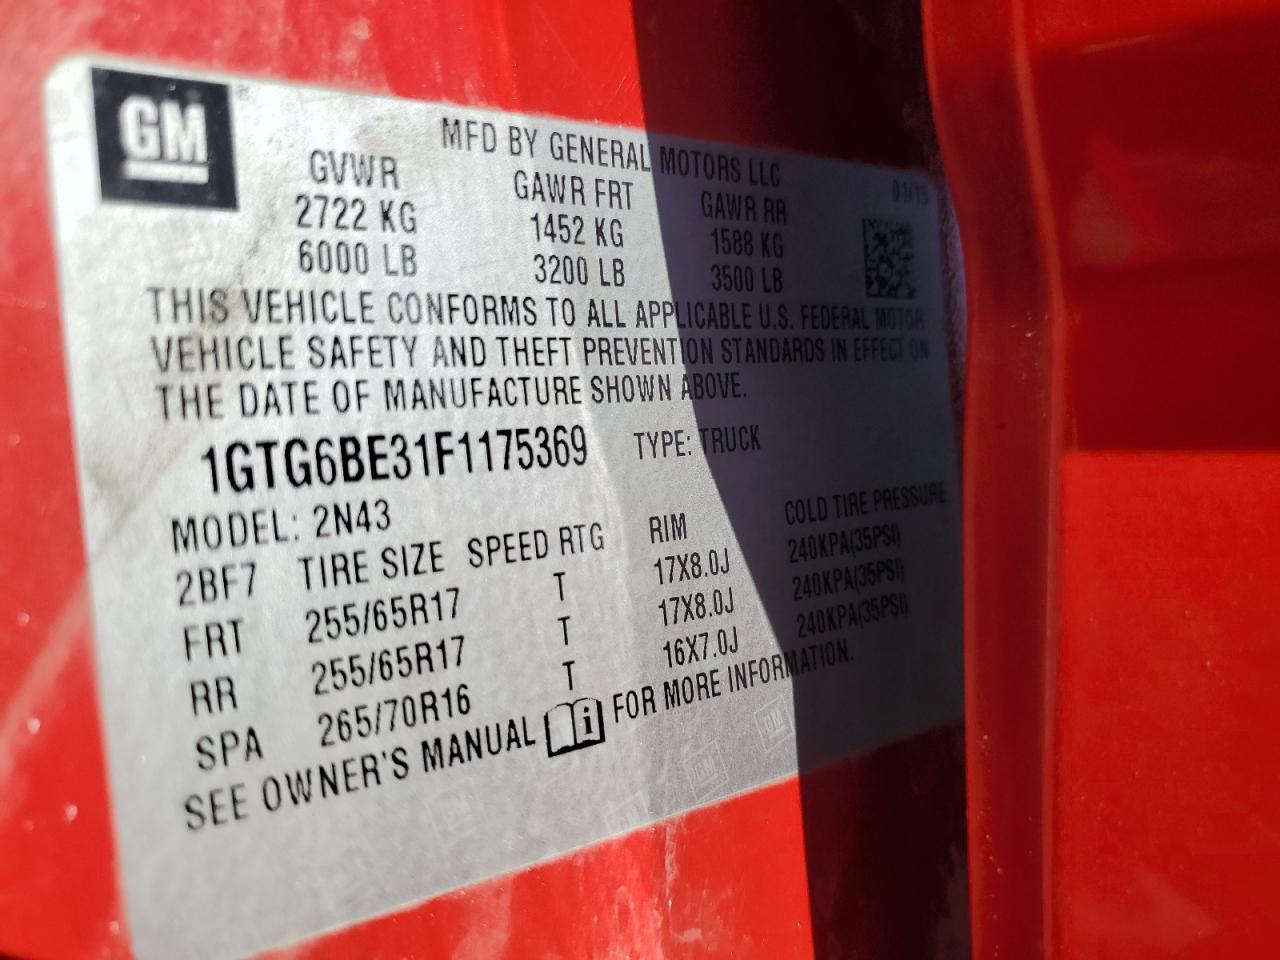 GM
MFD BY GENERAL MOTORS LLC
01/15
GVWR GAWR FRT GAWR RR
2722 KG 1452 KG 1588 KG
6000 LB 3200 LB 3500 LB
THIS VEHICLE CONFORMS TO ALL APPLICABLE U.S. FEDERAL MOTOR
VEHICLE SAFETY AND THEFT PREVENTION STANDARDS IN EFFECT ON
THE DATE OF MANUFACTURE SHOWN ABOVE.
1GTG6BE31F1175369 TYPE: TRUCK
MODEL: 2N43
2BF7 TIRE SIZE SPEED RTG RIM COLD TIRE PRESSURE
FRT 255/65R17 T 17X8.0J 240KPA(35PSI)
RR 255/65R17 T 17X8.0J 240KPA(35PSI)
SPA 265/70R16 T 16X7.0J 240KPA(35PSI)
SEE OWNER'S MANUAL i FOR MORE INFORMATION.